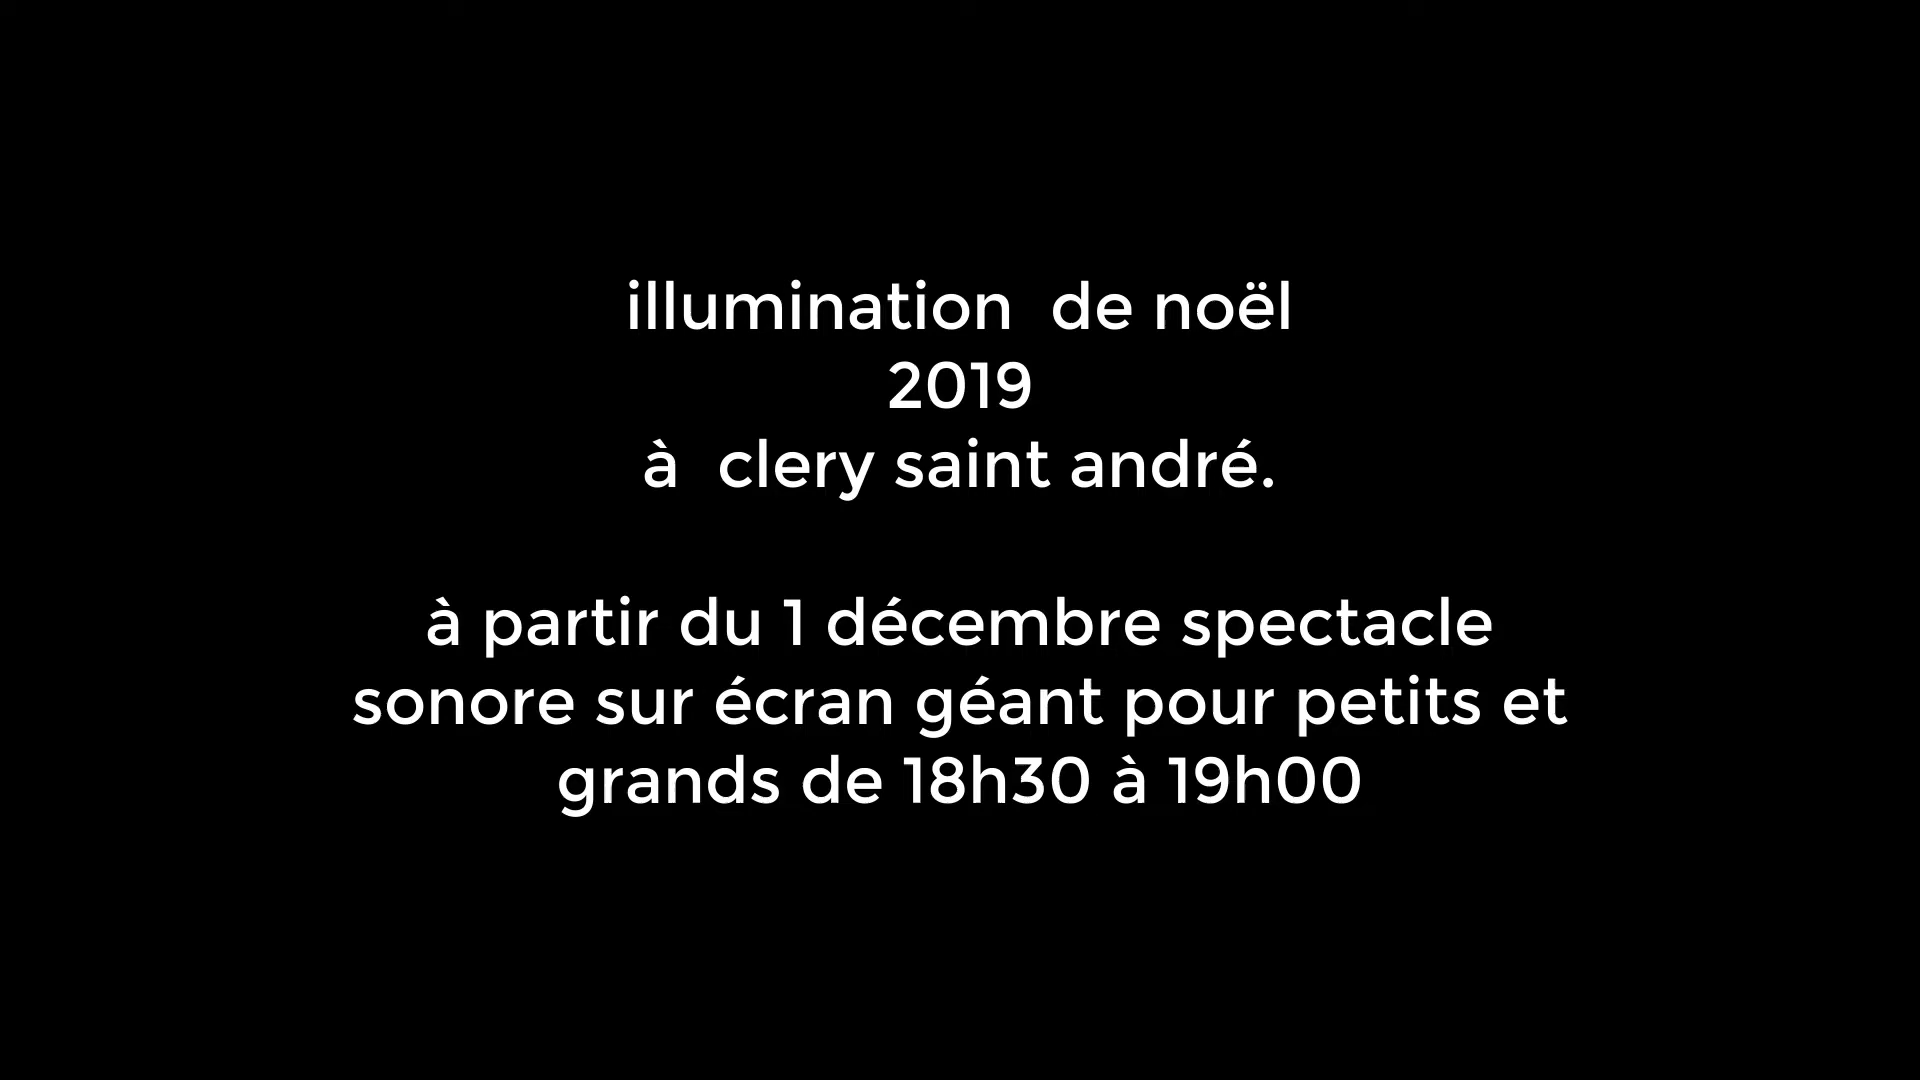 illumination  de noël
2019
à  clery saint andré.
à partir du 1 décembre spectacle
sonore sur écran géant pour petits et
grands de 18h30 à 19h00